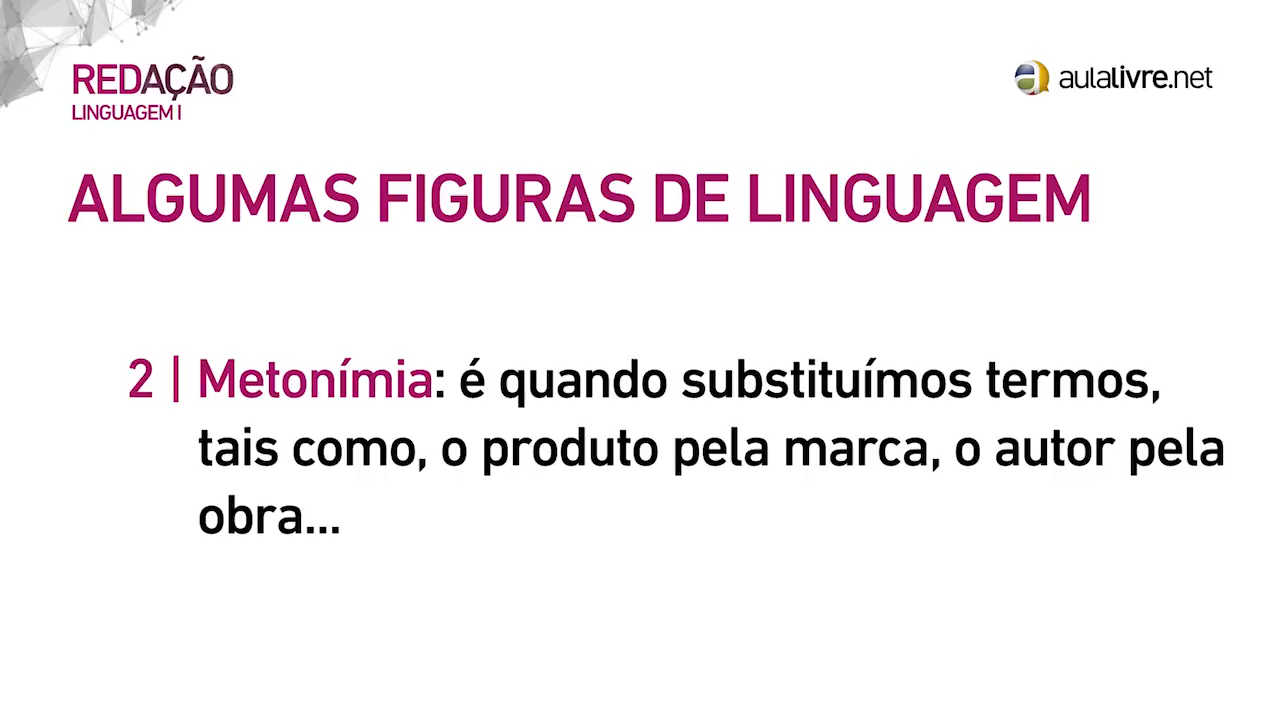 REDAÇÃO
LINGUAGEM I
aulalivre.net
ALGUMAS FIGURAS DE LINGUAGEM
2 | Metonímia: é quando substituímos termos,
tais como, o produto pela marca, o autor pela
obra...